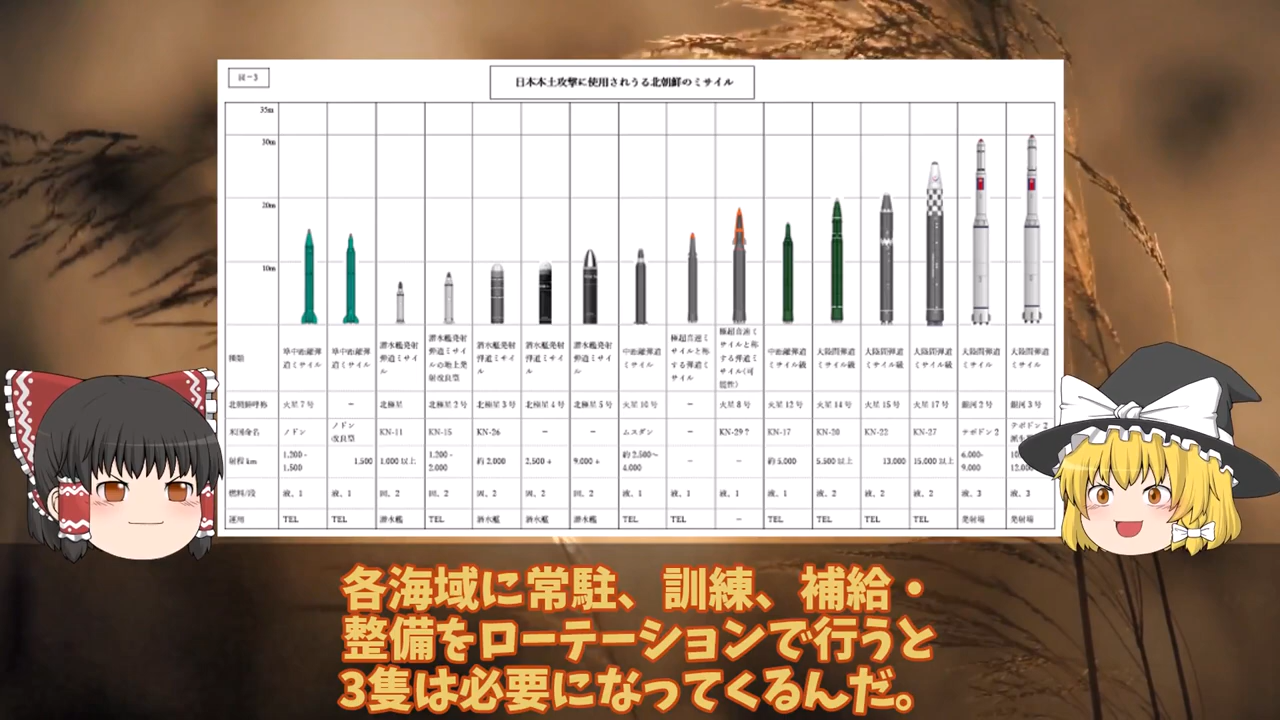 図-3
日本本土攻撃に使用されうる北朝鮮のミサイル
35m
30m
20m
10m
種類
準中距離弾道ミサイル
準中距離弾道ミサイル
潜水艦発射弾道ミサイル
潜水艦発射弾道ミサイル
潜水艦発射弾道ミサイル
潜水艦発射弾道ミサイル
中距離弾道ミサイル
極超音速ミサイルと称する弾道ミサイル
極超音速ミサイルと称する弾道ミサイル(可能性)
中距離弾道ミサイル級
大陸間弾道ミサイル級
大陸間弾道ミサイル級
大陸間弾道ミサイル級
大陸間弾道ミサイル
大陸間弾道ミサイル
北朝鮮呼称 火星7号 － 北極星 北極星2号 北極星3号 北極星4号 北極星5号 火星10号 － 火星8号 火星12号 火星14号 火星15号 火星17号 銀河2号 銀河3号
米国命名 ノドン ノドン改良型 KN-11 KN-15 KN-26 － － ムスダン － KN-29? KN-17 KN-20 KN-22 KN-27 テポドン2 テポドン2
射程km 1,200-1,500 1,500 1,000以上 1,200-2,000 約2,000 2,500+ 9,000+ 約2,500~4,000 － － 約5,000 5,500以上 13,000 15,000以上 6,000-9,000
燃料/段 液、1 液、1 固、2 固、2 固、2 固、2 固、2 液、1 液、1 液、1 液、1 液、2 液、2 液、2 液、3 液、3
運用 TEL TEL 潜水艦 TEL 潜水艦 潜水艦 潜水艦 TEL TEL － TEL TEL TEL TEL 発射場 発射場
各海域に常駐、訓練、補給・
整備をローテーションで行うと
3隻は必要になってくるんだ。